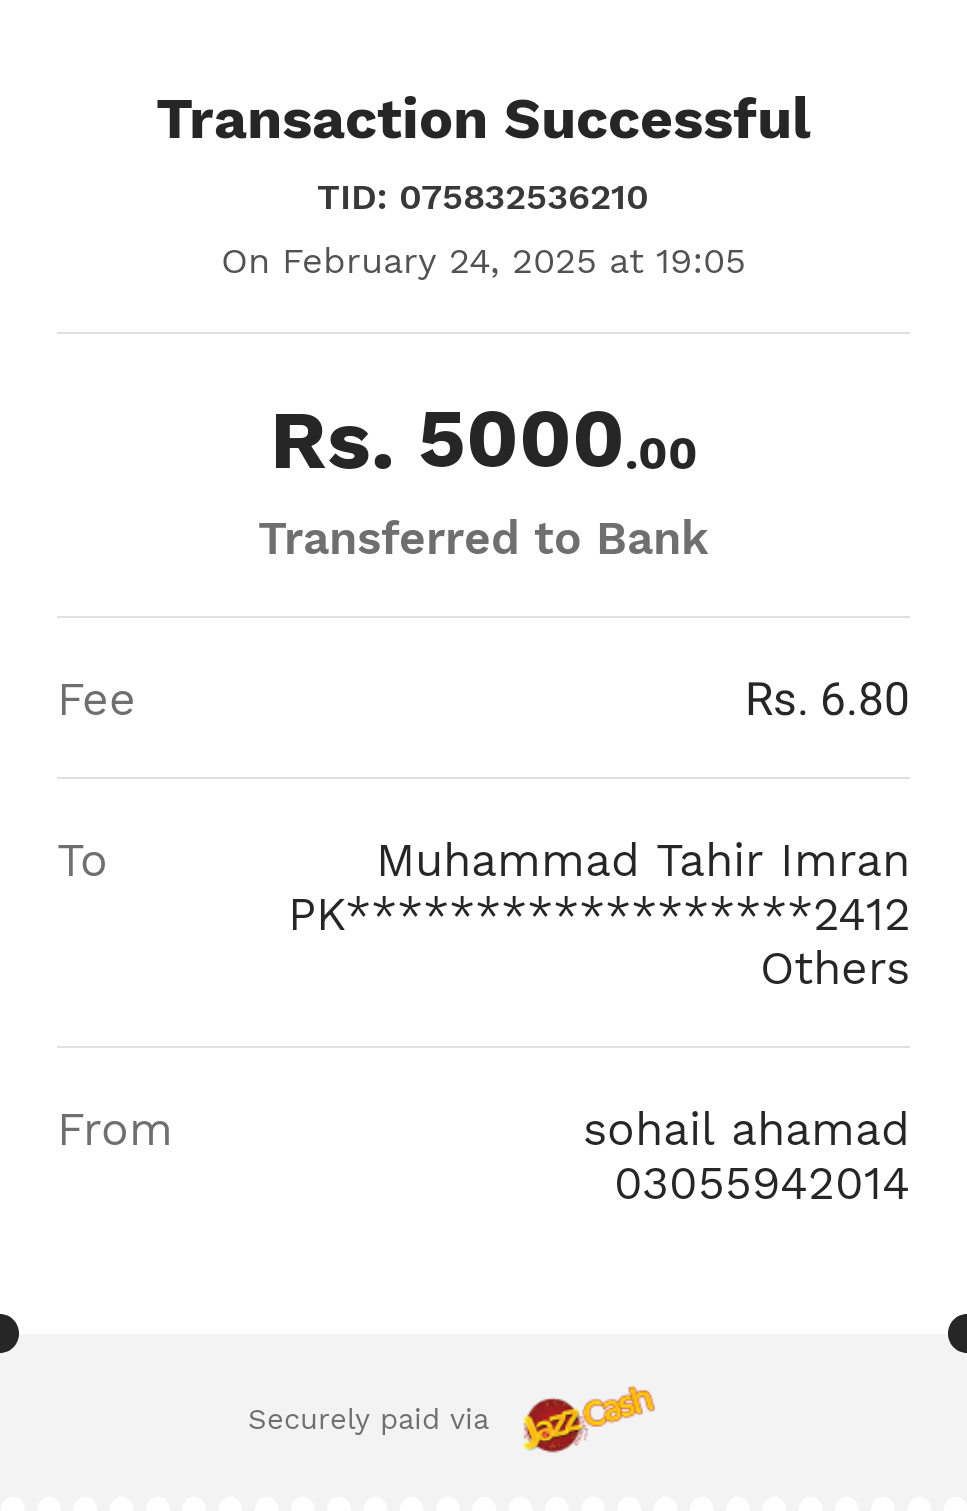 Transaction Successful
TID: 075832536210
On February 24, 2025 at 19:05
Rs. 5000.00
Transferred to Bank
Fee Rs. 6.80
To Muhammad Tahir Imran
PK******************2412
Others
From sohail ahamad
03055942014
Securely paid via JazzCash